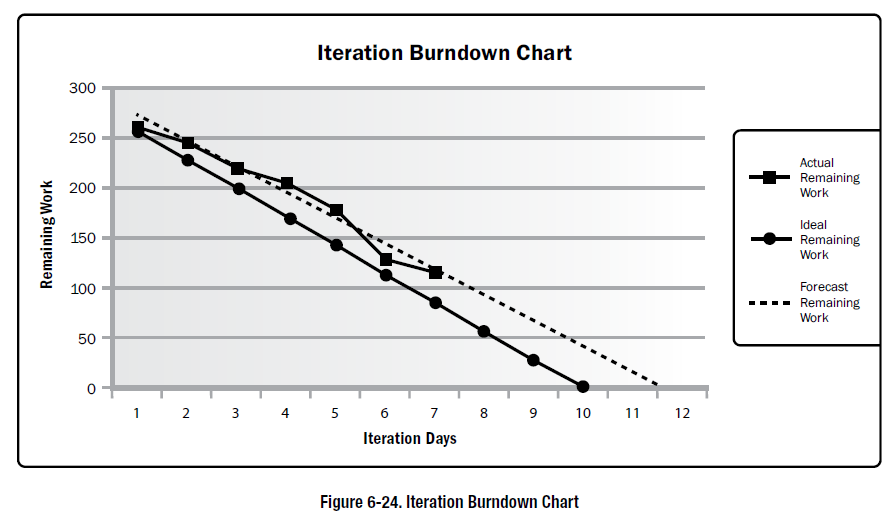 Iteration Burndown Chart
300
250
200
150
100
50
0
Remaining Work
1 2 3 4 5 6 7 8 9 10 11 12
Iteration Days
Actual
Remaining
Work
Ideal
Remaining
Work
Forecast
Remaining
Work
Figure 6-24. Iteration Burndown Chart